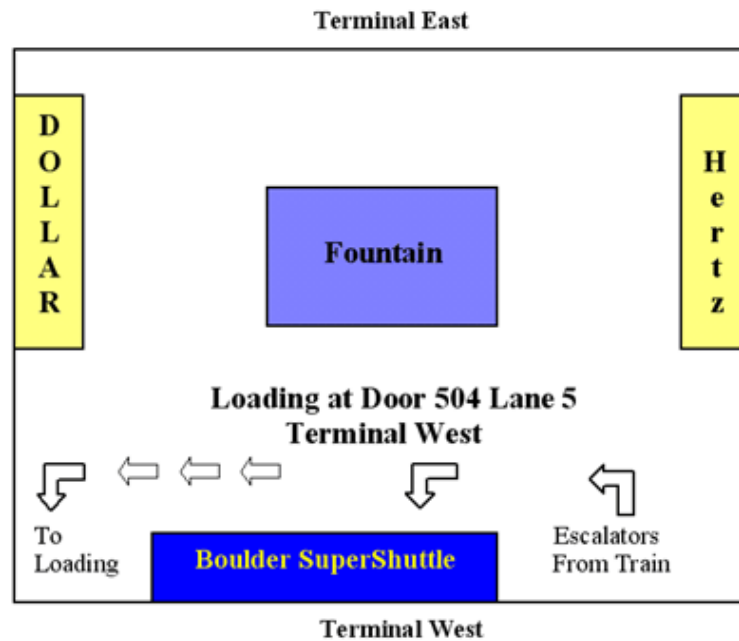 Terminal East
DOLLAR
Hertz
Fountain
Loading at Door 504 Lane 5
Terminal West
To
Loading
Boulder SuperShuttle
Escalators
From Train
Terminal West